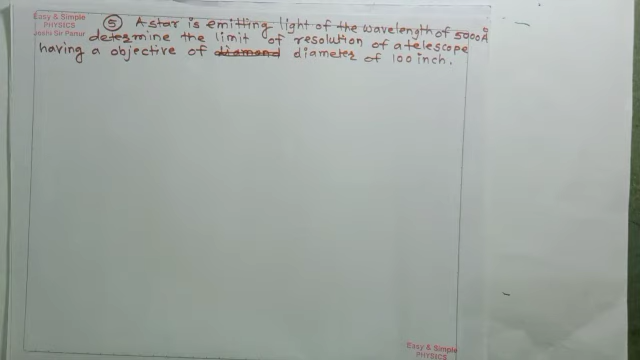 Easy & Simple
PHYSICS
Joshi Sir Pamur
⑤ A star is emitting light of the wavelength of 5000Å
determine the limit of resolution of a telescope
having a objective of diamond diameter of 100 inch.
Easy & Simple
PHYSICS